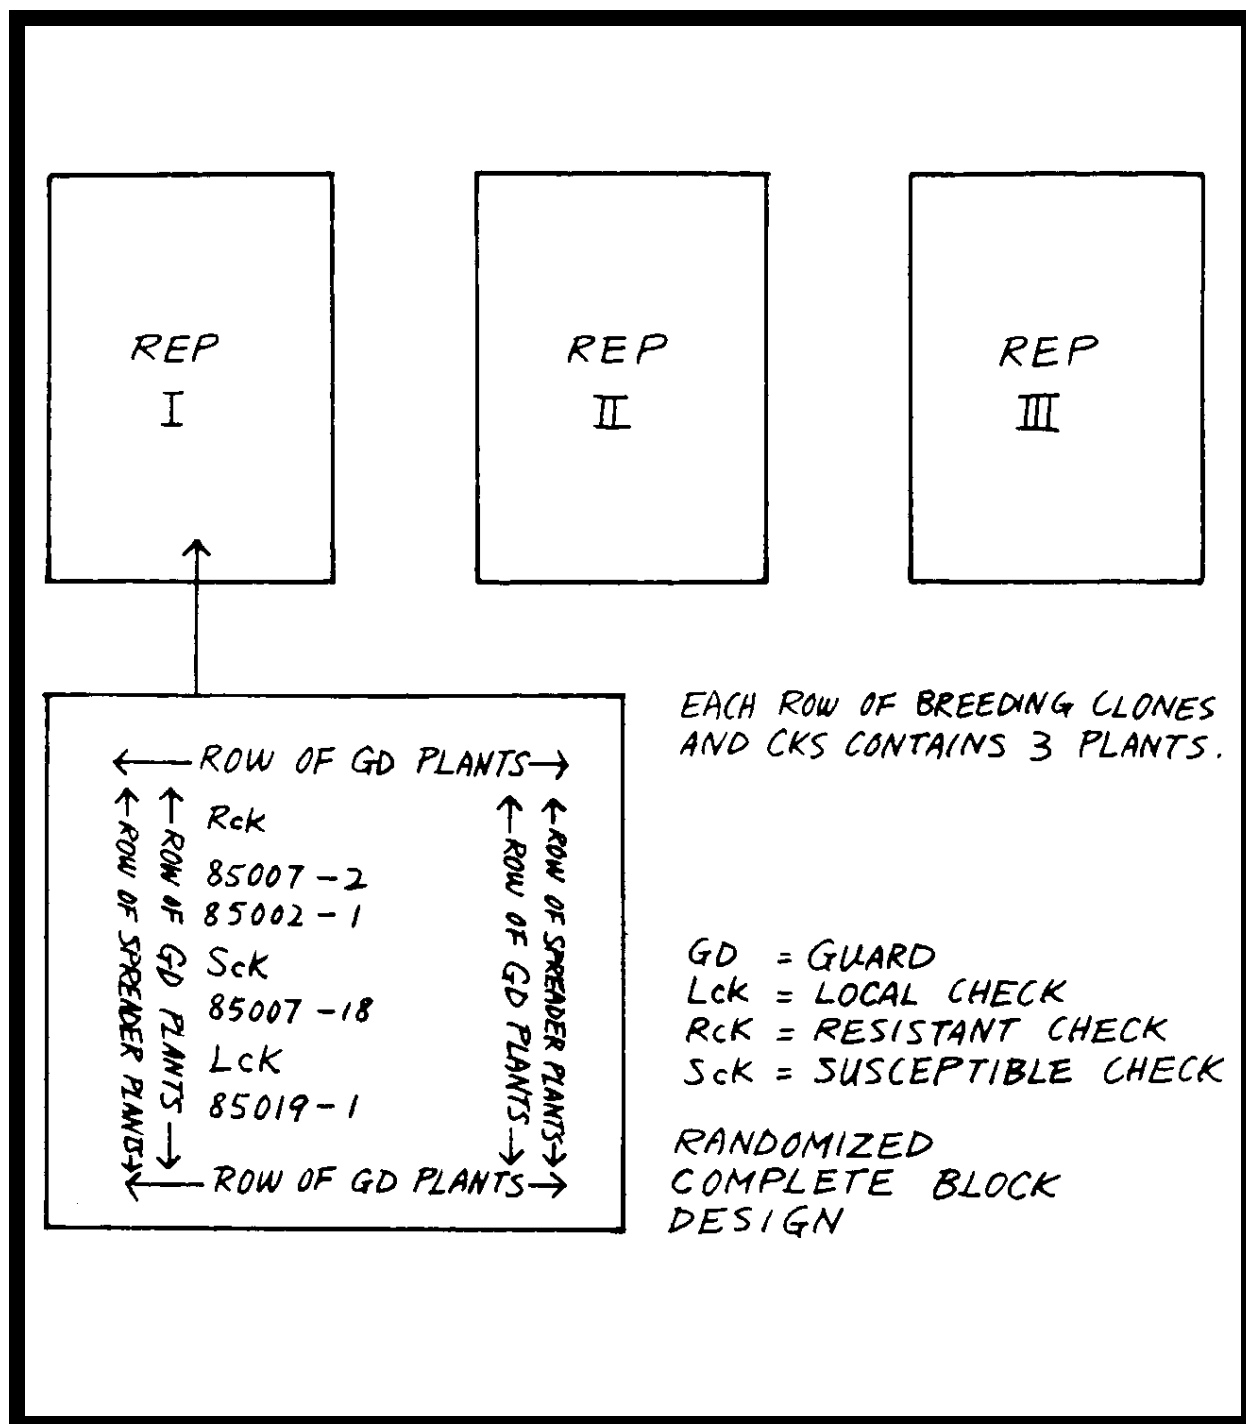 REP
I
REP
II
REP
III
EACH ROW OF BREEDING CLONES
AND CKS CONTAINS 3 PLANTS.
ROW OF GD PLANTS
ROW OF SPREADER PLANTS
ROW OF GD PLANTS
Rck
85007-2
85002-1
Sck
85007-18
Lck
85019-1
ROW OF GD PLANTS
ROW OF SPREADER PLANTS
ROW OF GD PLANTS
GD = GUARD
Lck = LOCAL CHECK
Rck = RESISTANT CHECK
Sck = SUSCEPTIBLE CHECK
RANDOMIZED
COMPLETE BLOCK
DESIGN